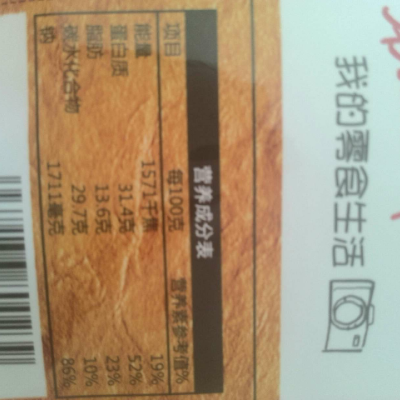 我的零食生活
营养成分表
项目 每100克 营养素参考值%
能量 1571千焦 19%
蛋白质 31.4克 52%
脂肪 13.6克 23%
碳水化合物 29.7克 10%
钠 1711毫克 86%